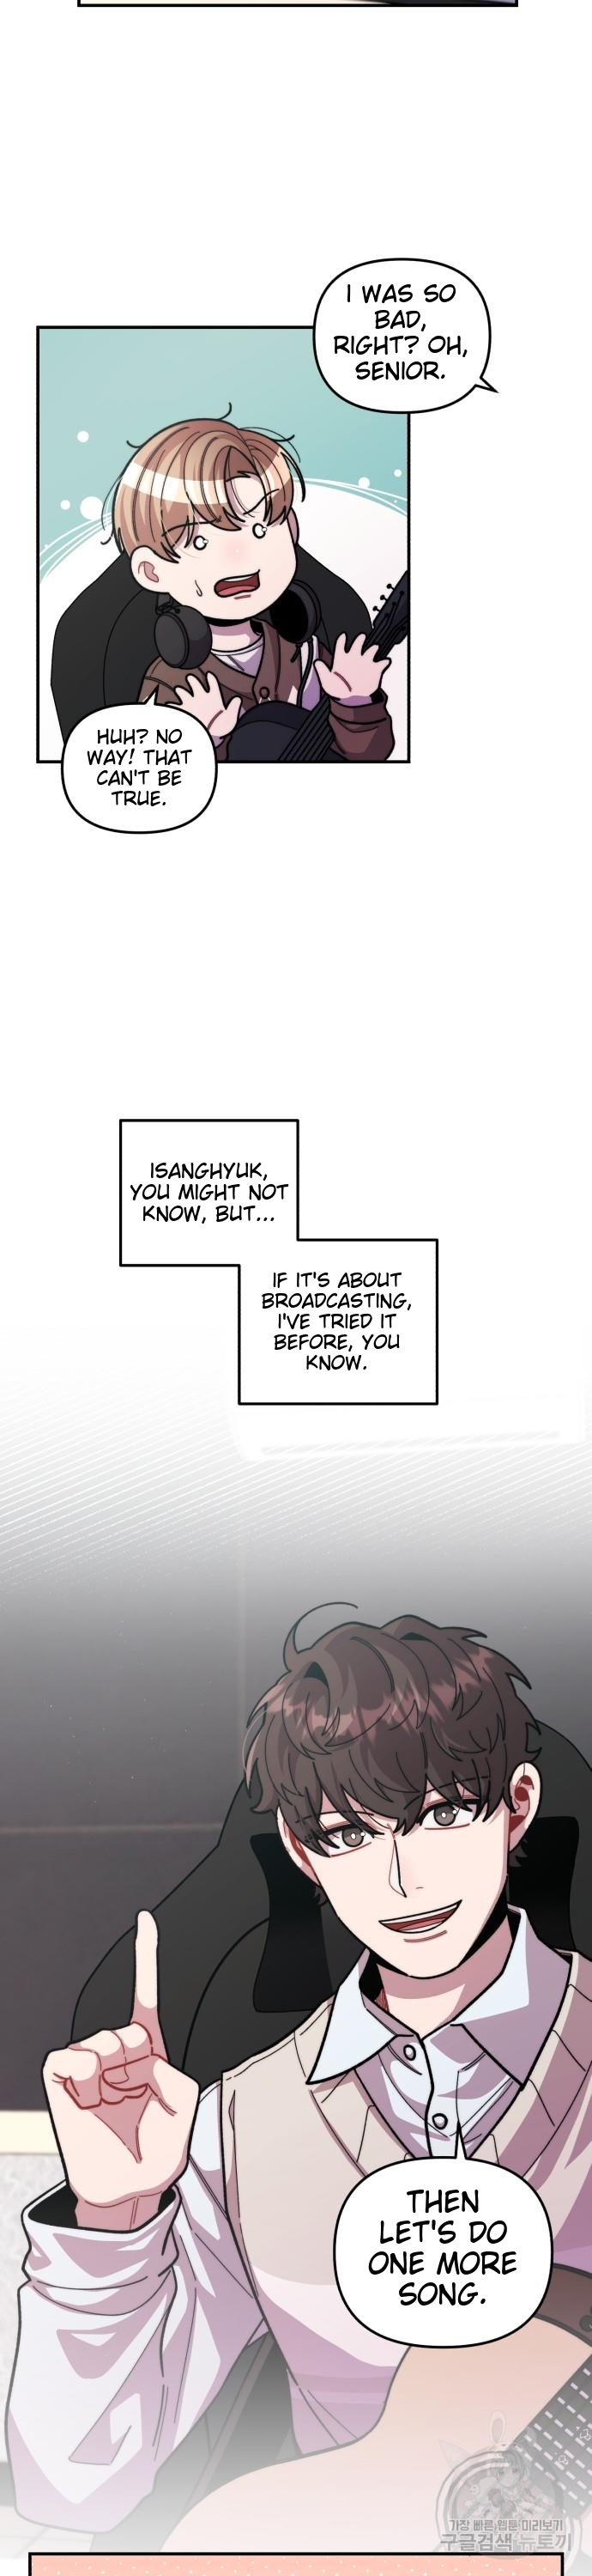 I WAS SO
BAD,
RIGHT? OH,
SENIOR.
HUH? NO
WAY! THAT
CAN'T BE
TRUE.
ISANGHYUK,
YOU MIGHT NOT
KNOW, BUT...
IF IT'S ABOUT
BROADCASTING,
I'VE TRIED IT
BEFORE, YOU
KNOW.
THEN
LET'S DO
ONE MORE
SONG.
가장 빠른 웹툰 미리보기
구글검색 뉴토끼